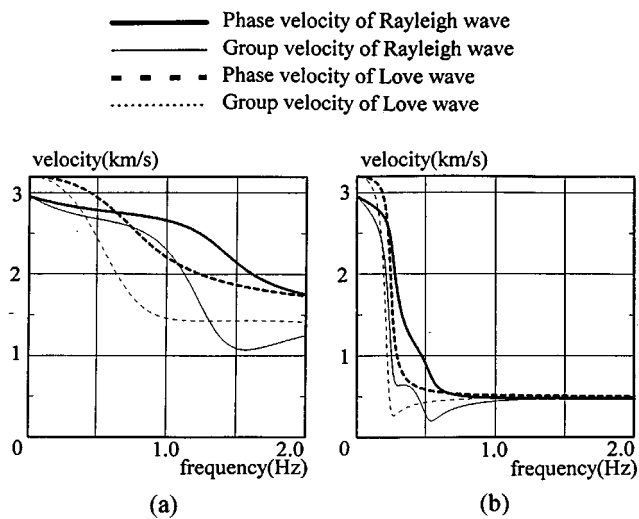 Phase velocity of Rayleigh wave
Group velocity of Rayleigh wave
Phase velocity of Love wave
Group velocity of Love wave
velocity(km/s)
3
2
1
0
1.0
2.0
frequency(Hz)
(a)
velocity(km/s)
3
2
1
0
1.0
2.0
frequency(Hz)
(b)